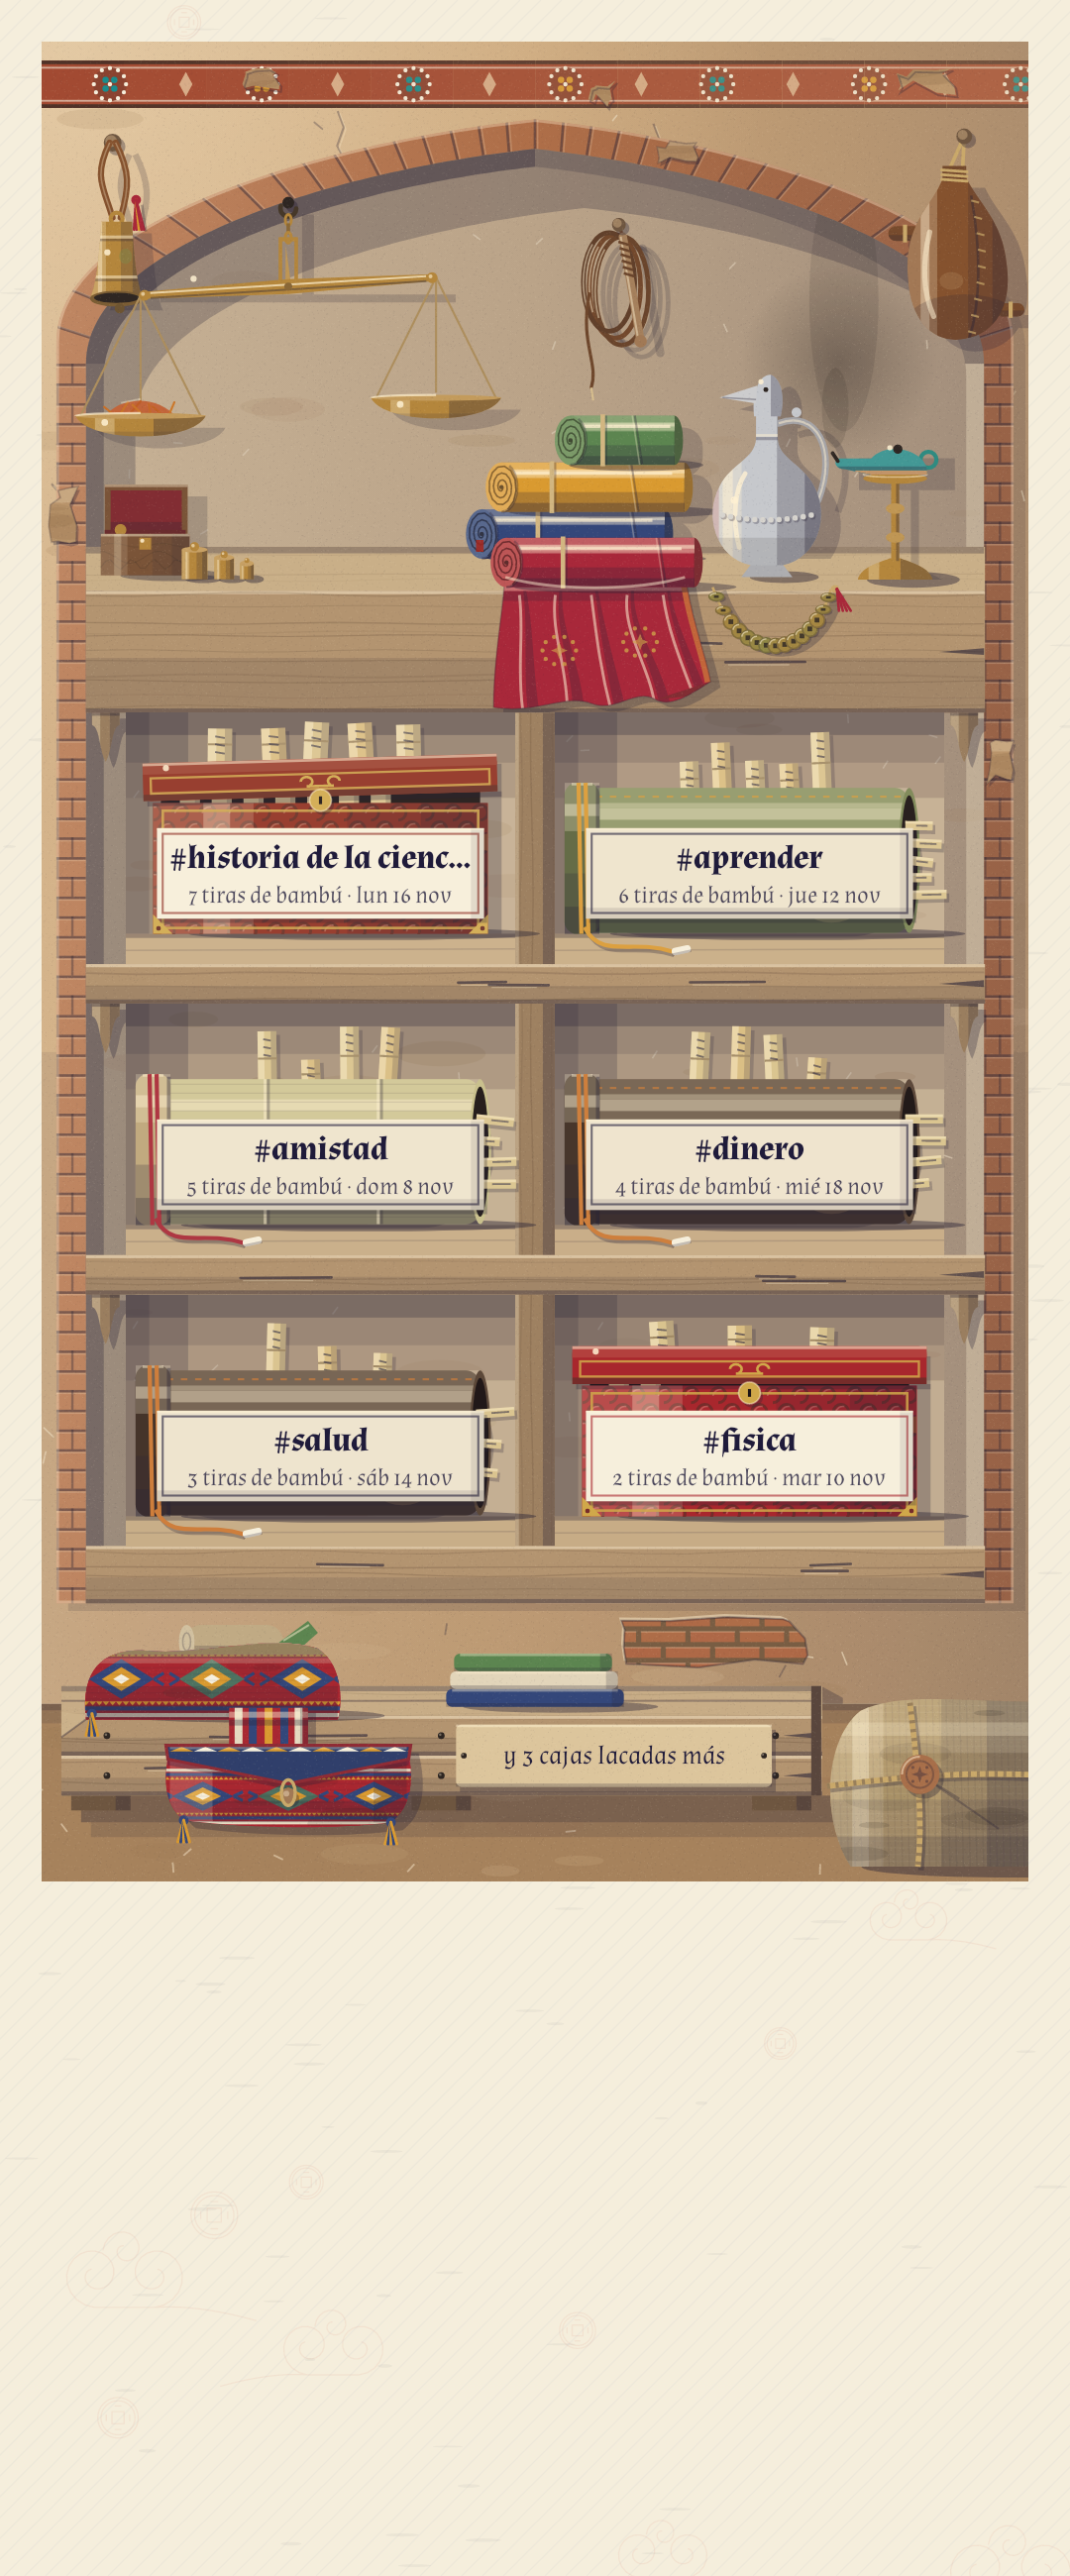 #historia de la cienc...
7 tiras de bambú · lun 16 nov
#aprender
6 tiras de bambú · jue 12 nov
#amistad
5 tiras de bambú · dom 8 nov
#dinero
4 tiras de bambú · mié 18 nov
#salud
3 tiras de bambú · sáb 14 nov
#física
2 tiras de bambú · mar 10 nov
y 3 cajas lacadas más